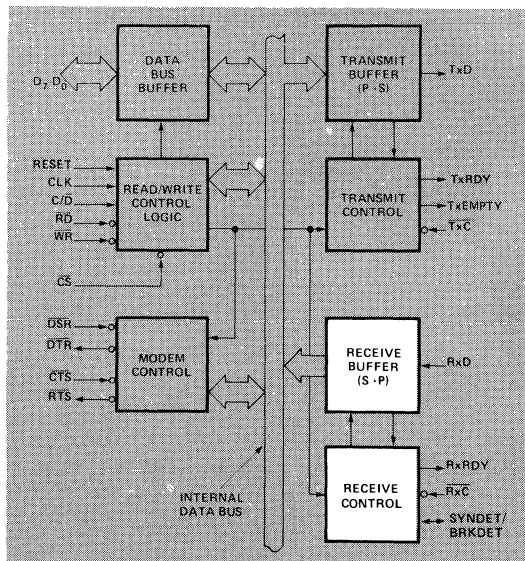 D7-D0
DATA
BUS
BUFFER
TRANSMIT
BUFFER
(P - S)
TxD
RESET
CLK
C/D
RD
WR
CS
READ/WRITE
CONTROL
LOGIC
TRANSMIT
CONTROL
TxRDY
TxEMPTY
TxC
DSR
DTR
CTS
RTS
MODEM
CONTROL
RECEIVE
BUFFER
(S - P)
RxD
INTERNAL
DATA BUS
RECEIVE
CONTROL
RxRDY
RxC
SYNDET/
BRKDET